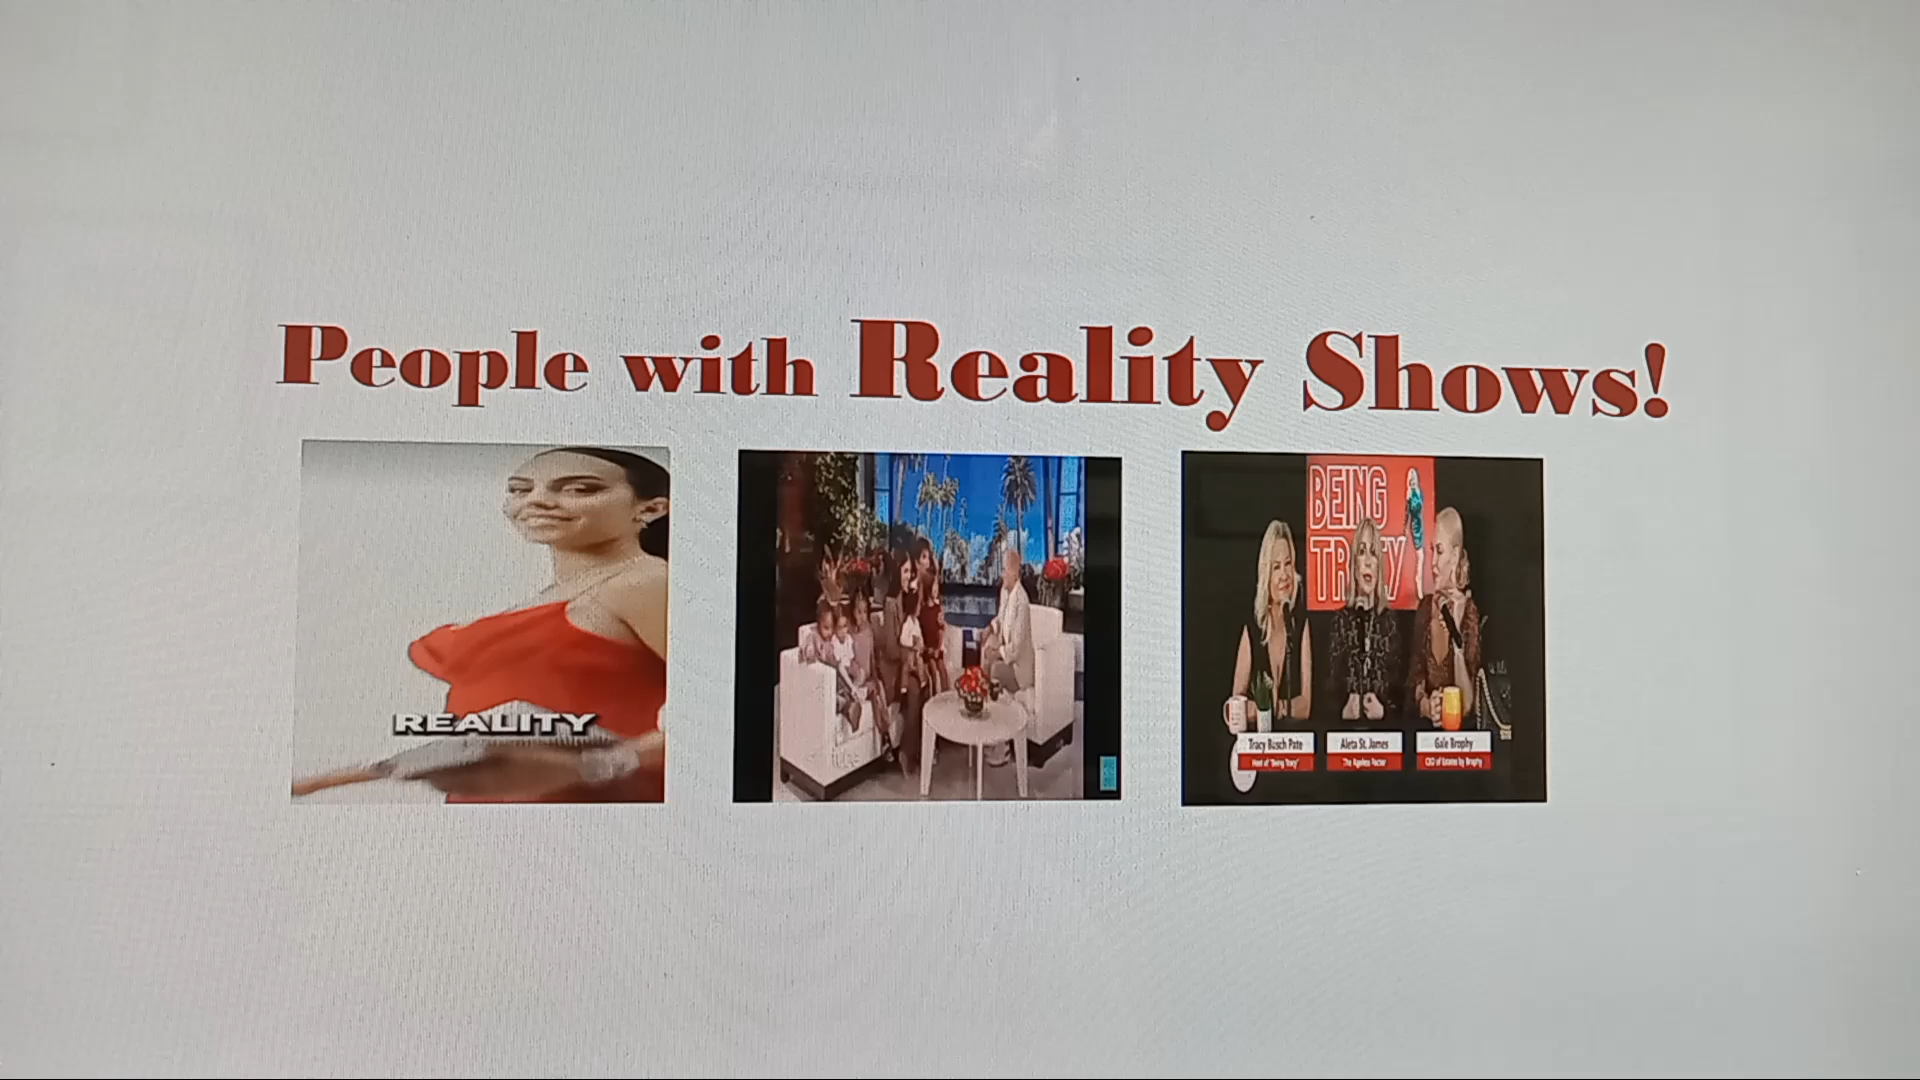 People with Reality Shows!
REALITY
BEING
TRACY
Tracy Busch Pate
Host of "Being Tracy"
Aleta St. James
The Ageless Factor
Gale Brophy
CEO of Estates by Brophy